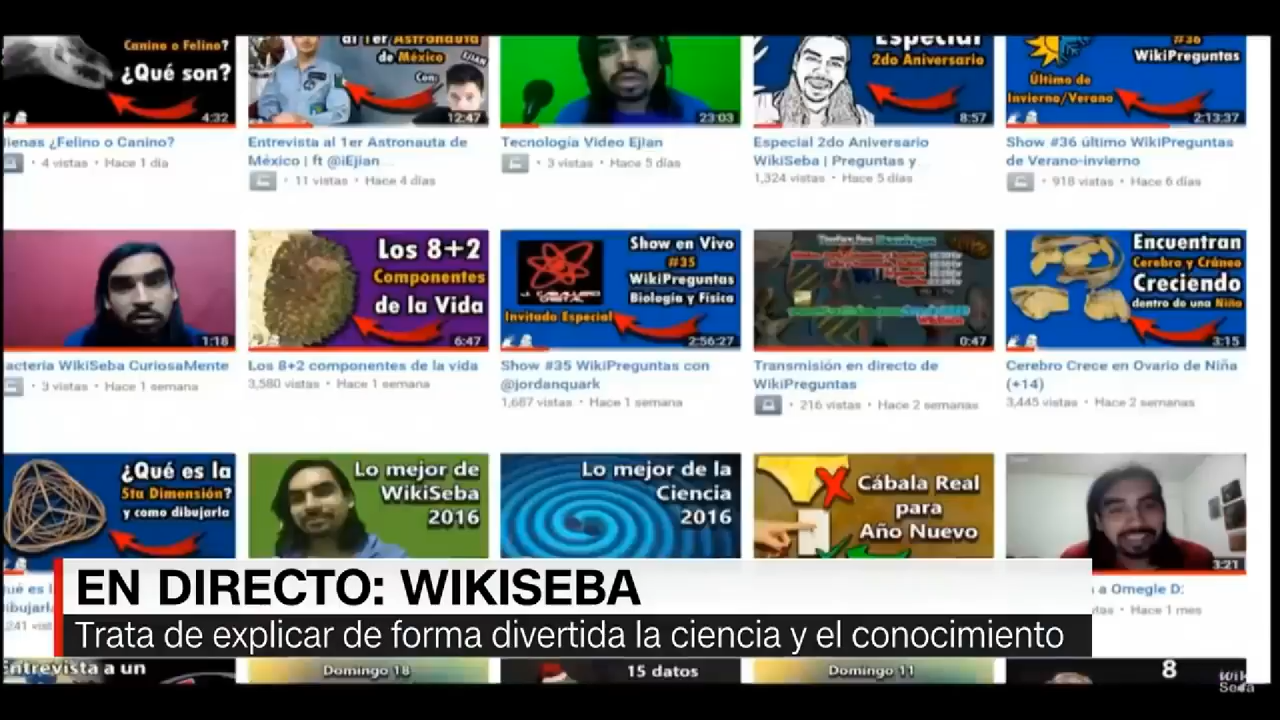 Canino o Felino?
¿Qué son?
4:32
al 1er Astronauta
de México
Con:
12:47
23:03
Especial
2do Aniversario
8:57
#36
WikiPreguntas
Último de
Invierno/Verano
2:13:37
ienas ¿Felino o Canino?
• 4 vistas • Hace 1 día
Entrevista al 1er Astronauta de
México | ft @iEjian ...
• 11 vistas • Hace 4 días
Tecnología Video EjIan
• 3 vistas • Hace 5 días
Especial 2do Aniversario
WikiSeba | Preguntas y ...
1,324 vistas • Hace 5 días
Show #36 último WikiPreguntas
de Verano-invierno
• 918 vistas • Hace 6 días
1:18
Los 8+2
Componentes
de la Vida
6:47
Show en Vivo
#35
WikiPreguntas
Biología y Física
J. CABALLERO
CRISTAL
Invitado Especial
2:56:27
0:47
Encuentran
Cerebro y Cráneo
Creciendo
dentro de una Niña
3:15
acteria WikiSeba CuriosaMente
• 3 vistas • Hace 1 semana
Los 8+2 componentes de la vida
3,580 vistas • Hace 1 semana
Show #35 WikiPreguntas con
@jordanquark
1,687 vistas • Hace 1 semana
Transmisión en directo de
WikiPreguntas
• 216 vistas • Hace 2 semanas
Cerebro Crece en Ovario de Niña
(+14)
3,445 vistas • Hace 2 semanas
¿Qué es la
5ta Dimensión?
y como dibujarla
Lo mejor de
WikiSeba
2016
Lo mejor de la
Ciencia
2016
Cábala Real
para
Año Nuevo
3:21
a Omegle D:
• Hace 1 mes
EN DIRECTO: WIKISEBA
Trata de explicar de forma divertida la ciencia y el conocimiento
Entrevista a un
Domingo 18
15 datos
Domingo 11
8
Wiki
Seba